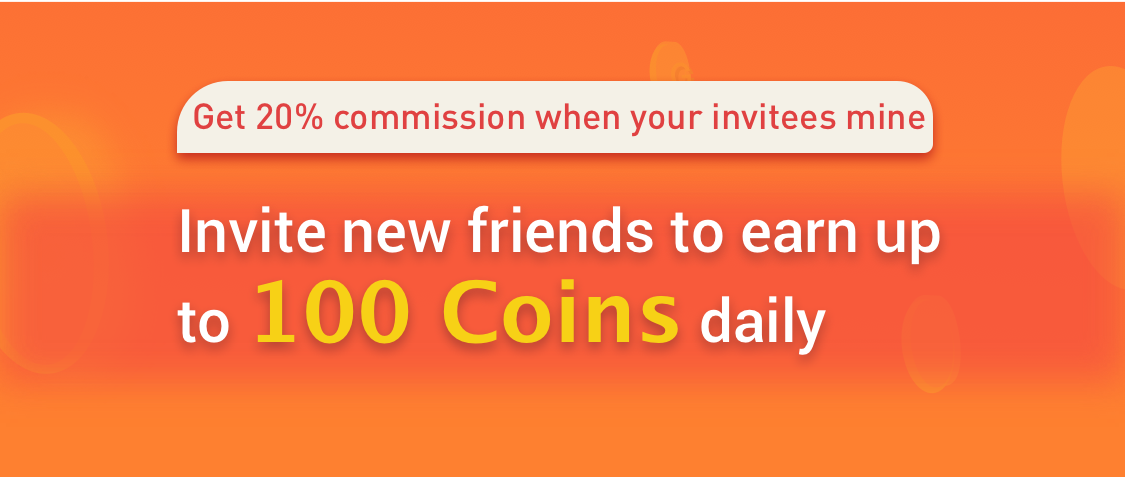 Get 20% commission when your invitees mine
Invite new friends to earn up
to 100 Coins daily